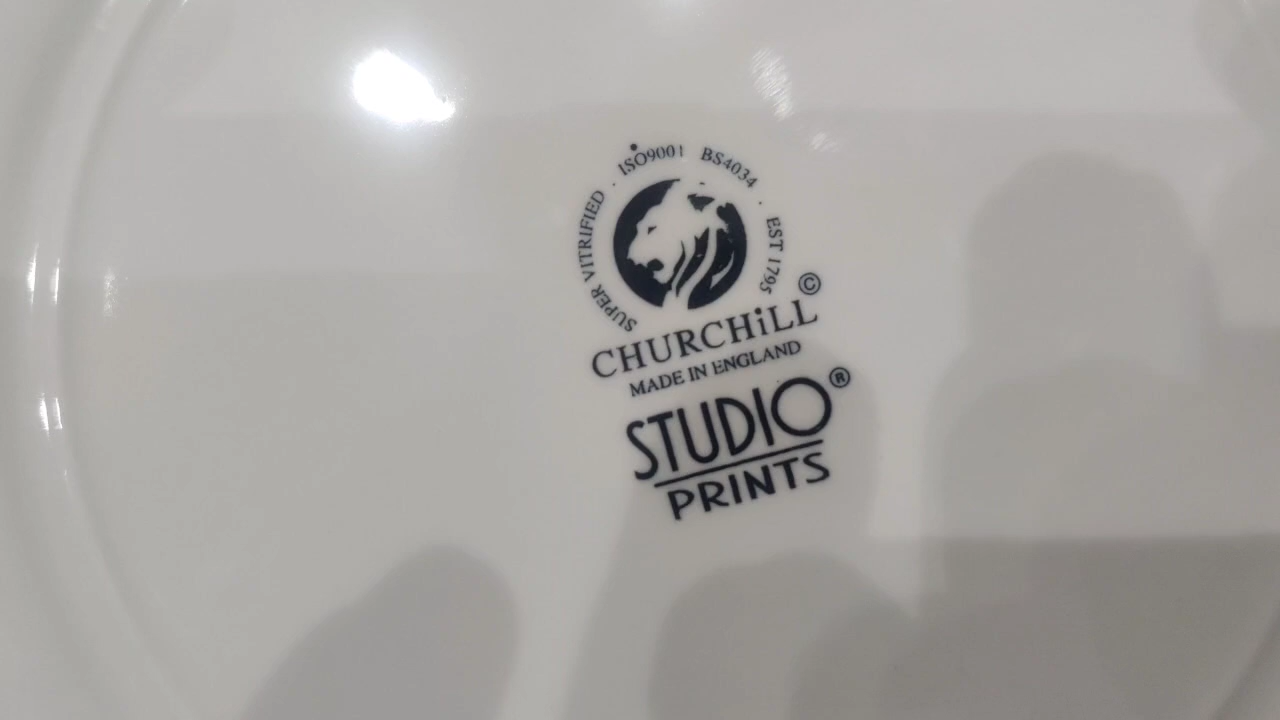 SUPER VITRIFIED · ISO9001 BS4034 · EST 1795
©
CHURCHiLL
MADE IN ENGLAND
STUDIO®
PRINTS